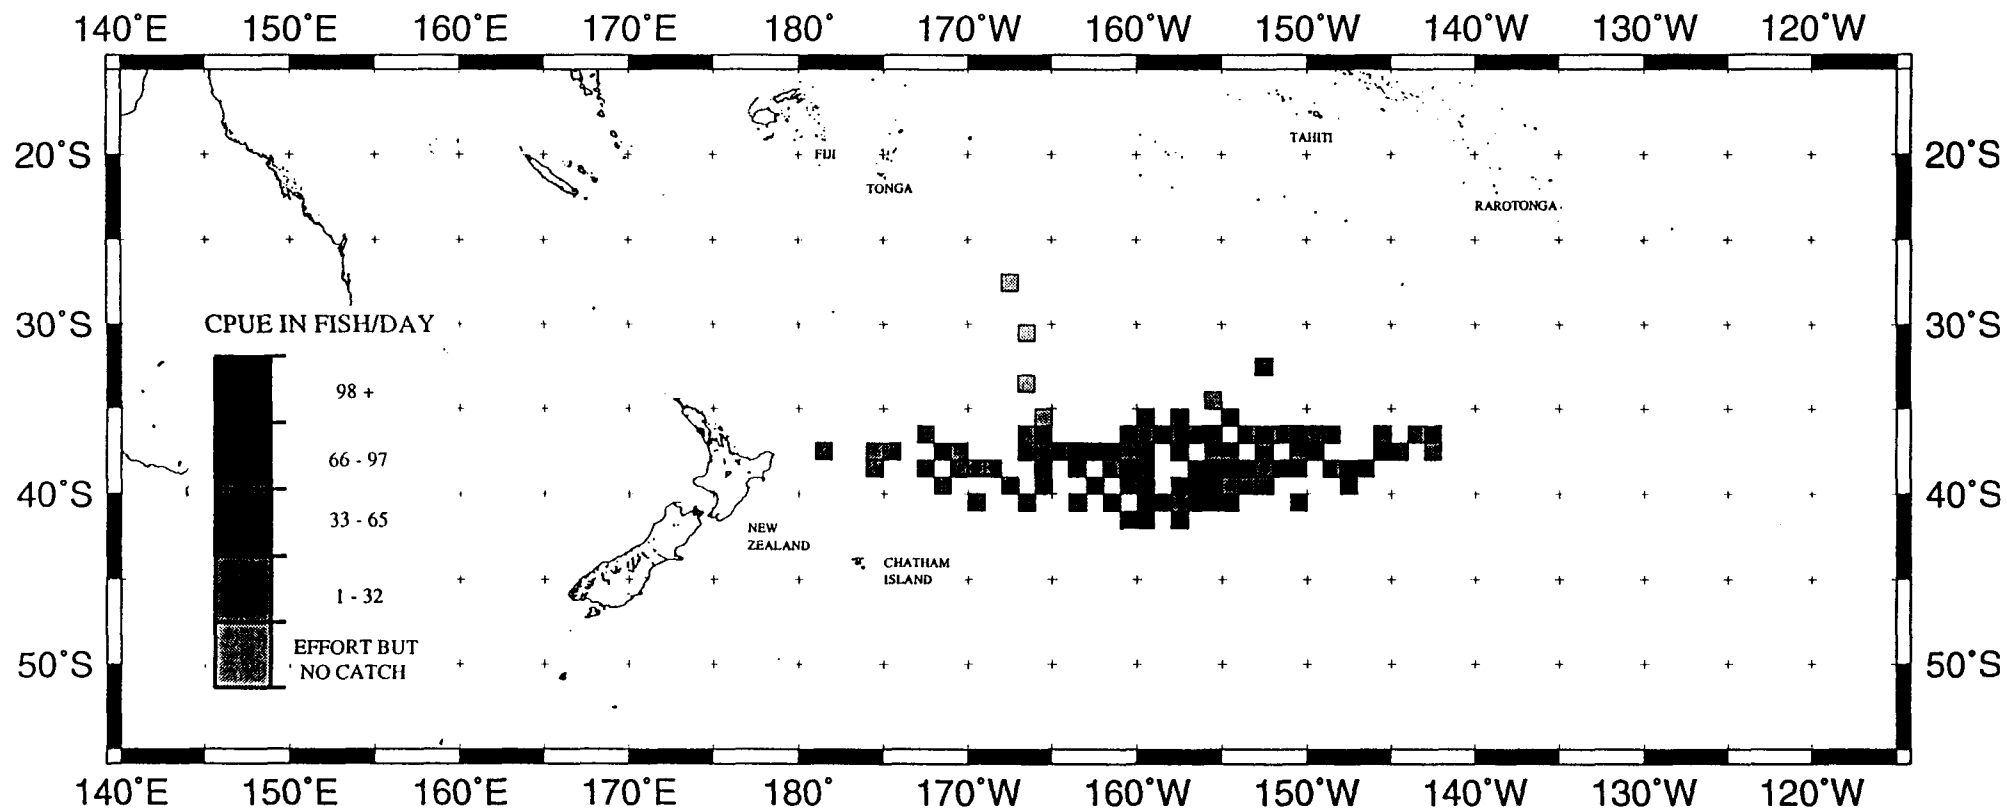 140˚E 150˚E 160˚E 170˚E 180˚ 170˚W 160˚W 150˚W 140˚W 130˚W 120˚W
TAHITI
20˚S 20˚S
FIJI
TONGA
RAROTONGA
30˚S 30˚S
CPUE IN FISH/DAY
98 +
66 - 97
40˚S 40˚S
33 - 65
NEW
ZEALAND
CHATHAM
ISLAND
1 - 32
EFFORT BUT
NO CATCH
50˚S 50˚S
140˚E 150˚E 160˚E 170˚E 180˚ 170˚W 160˚W 150˚W 140˚W 130˚W 120˚W